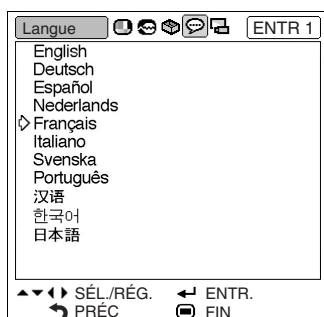 Langue ENTR 1
English
Deutsch
Español
Nederlands
Français
Italiano
Svenska
Português
汉语
한국어
日本語
SÉL./RÉG. ENTR.
PRÉC FIN